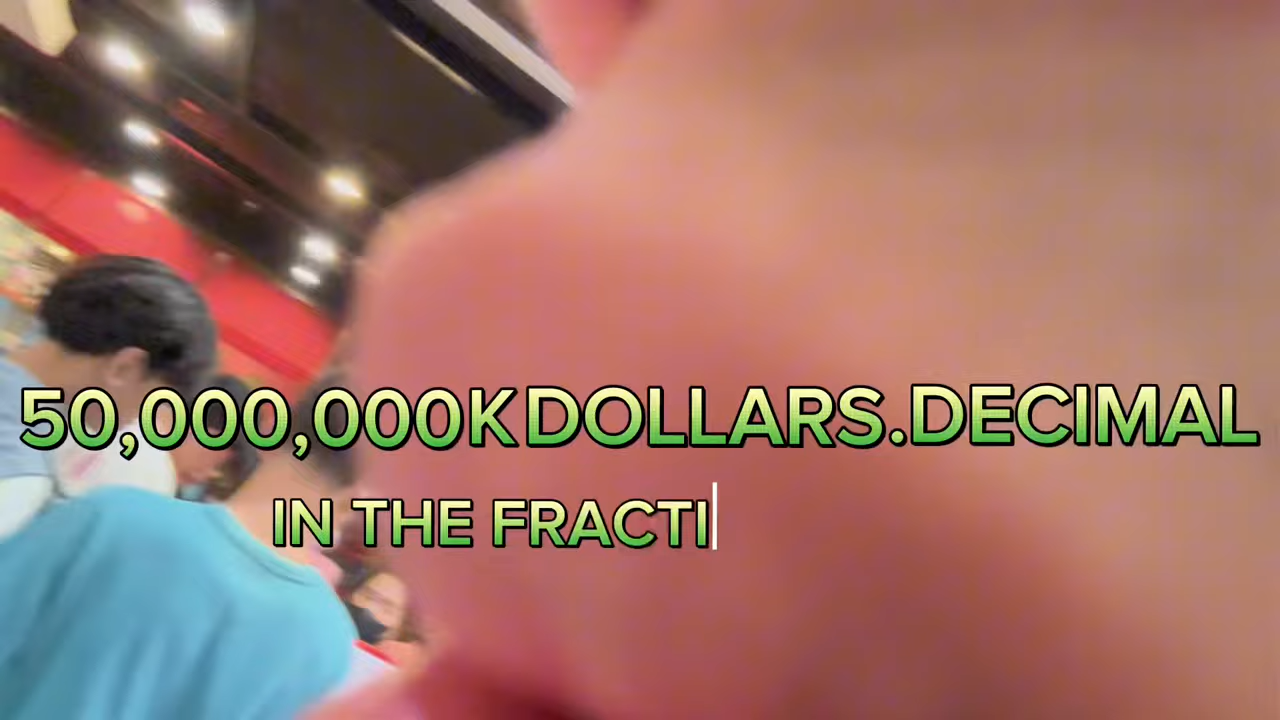 50,000,000K DOLLARS.DECIMAL
IN THE FRACTI